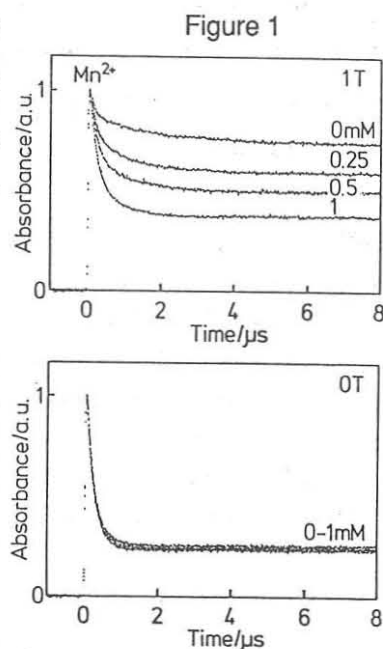 Figure 1
Mn²⁺
1T
1
0mM
0.25
0.5
1
0
Absorbance/a.u.
0 2 4 6 8
Time/µs
0T
1
0–1mM
0
Absorbance/a.u.
0 2 4 6 8
Time/µs